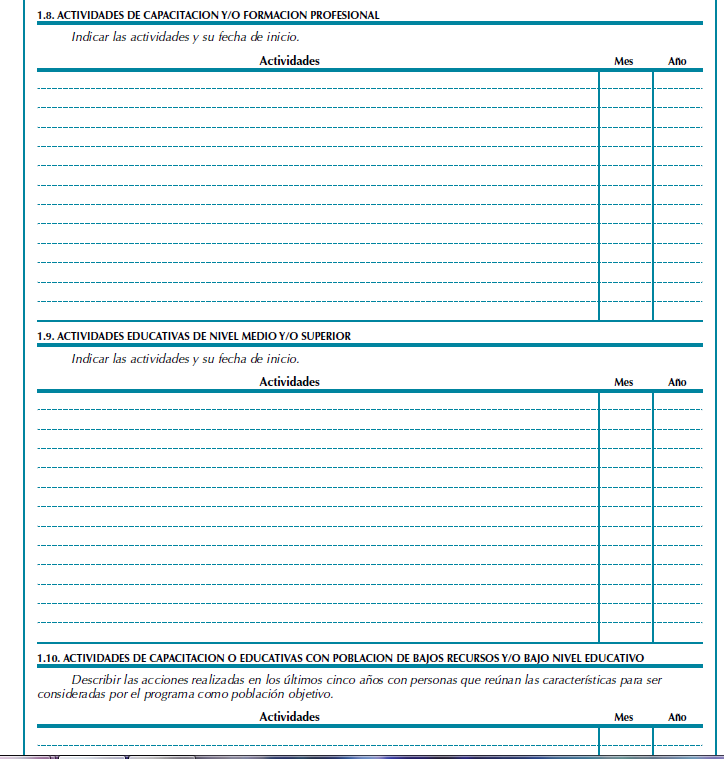 1.8. ACTIVIDADES DE CAPACITACION Y/O FORMACION PROFESIONAL
Indicar las actividades y su fecha de inicio.
Actividades Mes Año
1.9. ACTIVIDADES EDUCATIVAS DE NIVEL MEDIO Y/O SUPERIOR
Indicar las actividades y su fecha de inicio.
Actividades Mes Año
1.10. ACTIVIDADES DE CAPACITACION O EDUCATIVAS CON POBLACION DE BAJOS RECURSOS Y/O BAJO NIVEL EDUCATIVO
Describir las acciones realizadas en los últimos cinco años con personas que reúnan las características para ser
consideradas por el programa como población objetivo.
Actividades Mes Año